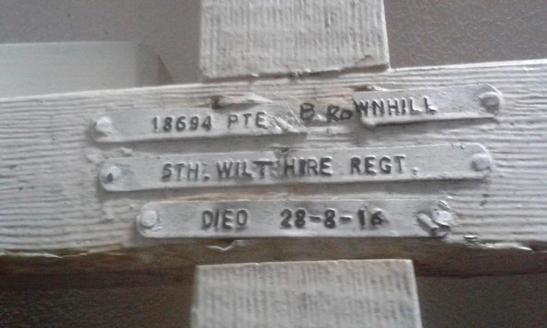 18694 PTE BROWNHILL
5TH. WILTSHIRE REGT.
DIED 28-8-16